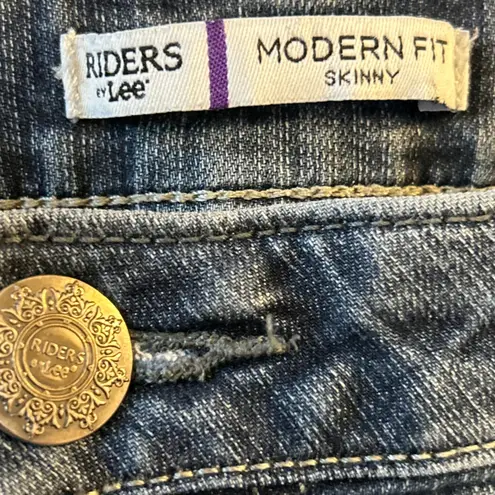 RIDERS
BY Lee®
MODERN FIT
SKINNY
RIDERS
BY Lee®